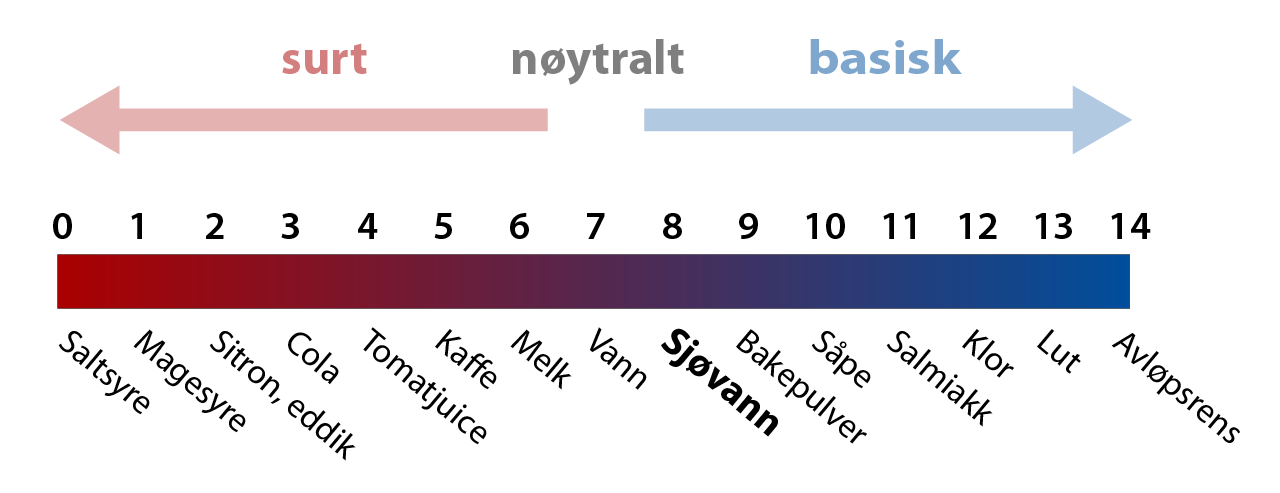 surt nøytralt basisk
0 1 2 3 4 5 6 7 8 9 10 11 12 13 14
Saltsyre
Magesyre
Sitron, eddik
Cola
Tomatjuice
Kaffe
Melk
Vann
Sjøvann
Bakepulver
Såpe
Salmiakk
Klor
Lut
Avløpsrens